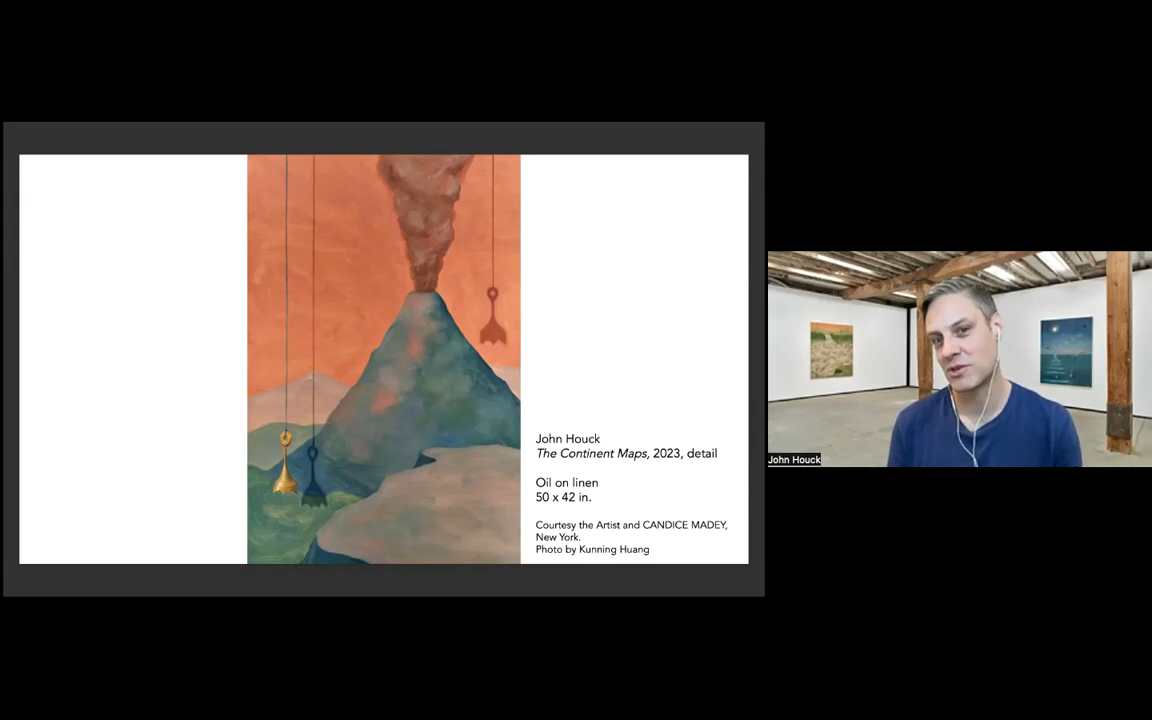 John Houck
The Continent Maps, 2023, detail
Oil on linen
50 x 42 in.
Courtesy the Artist and CANDICE MADEY,
New York.
Photo by Kunning Huang
John Houck